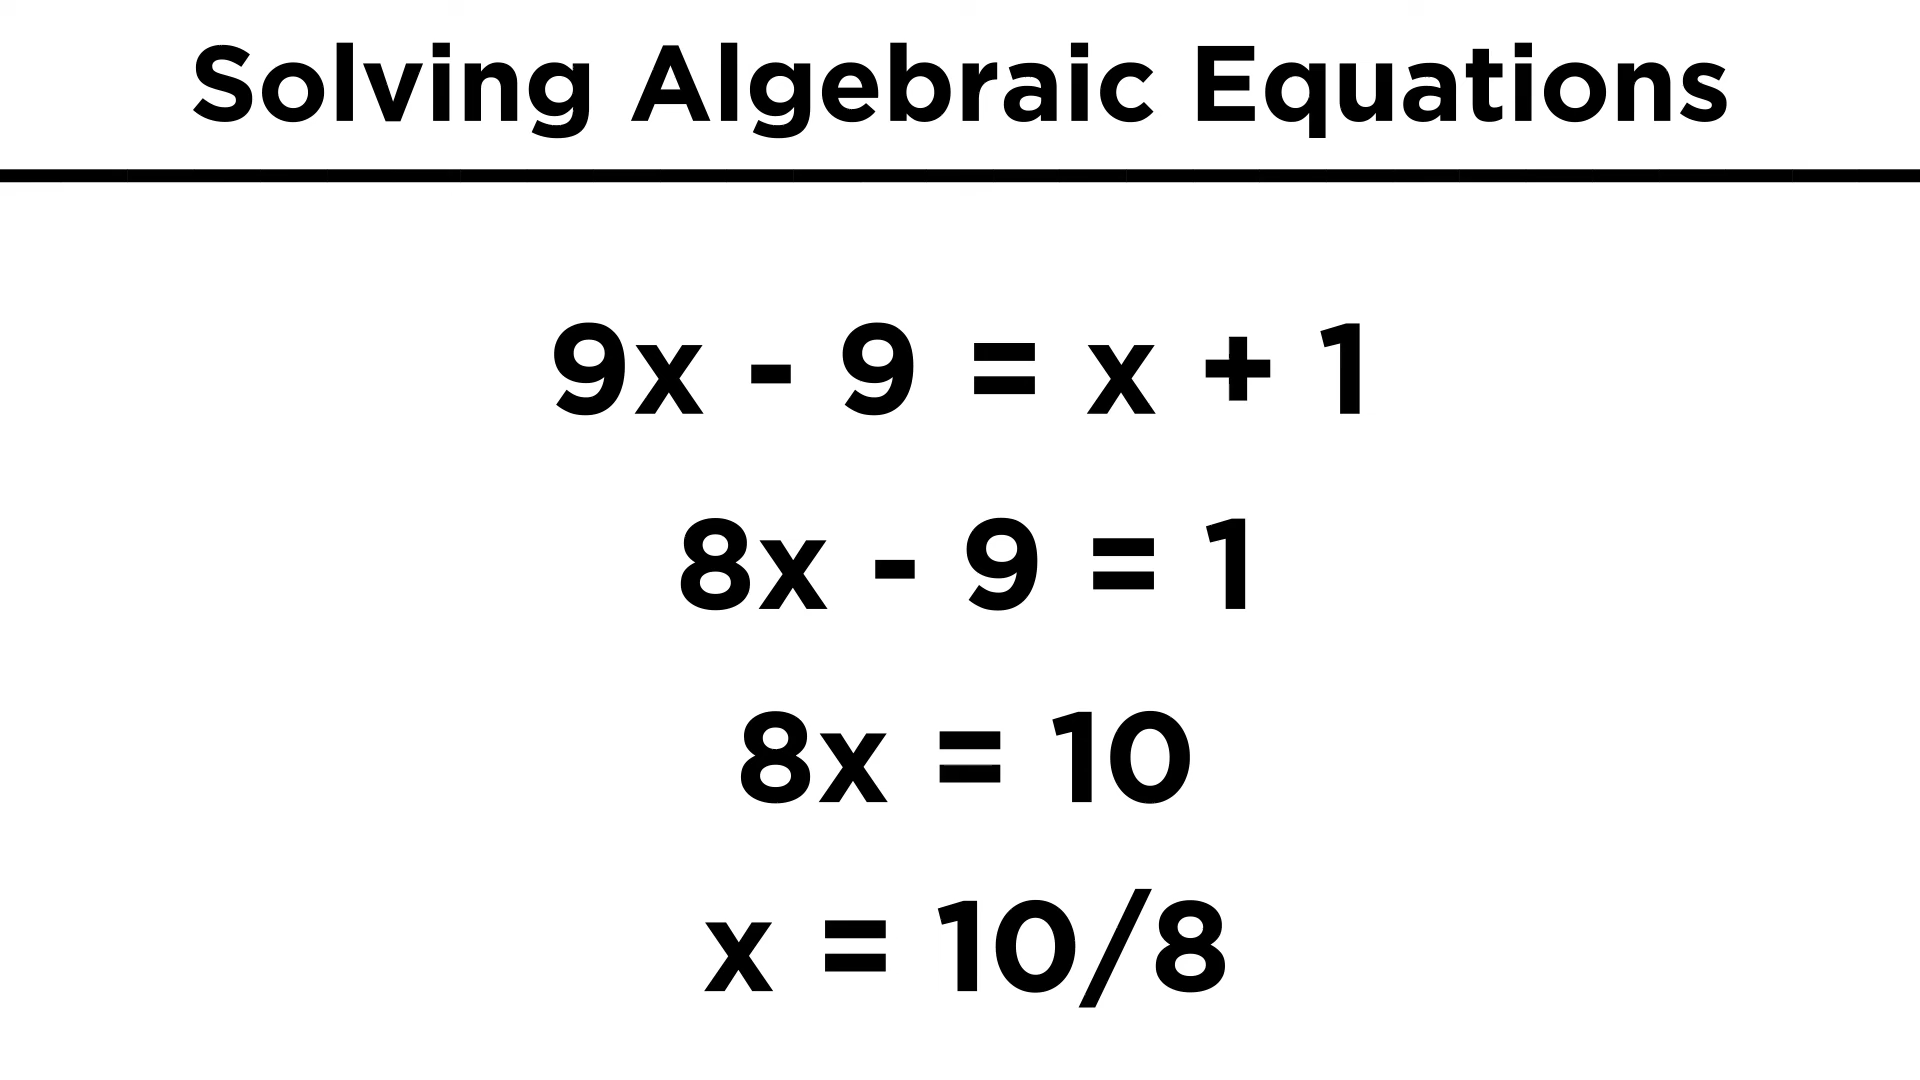 Solving Algebraic Equations
9x - 9 = x + 1
8x - 9 = 1
8x = 10
x = 10/8